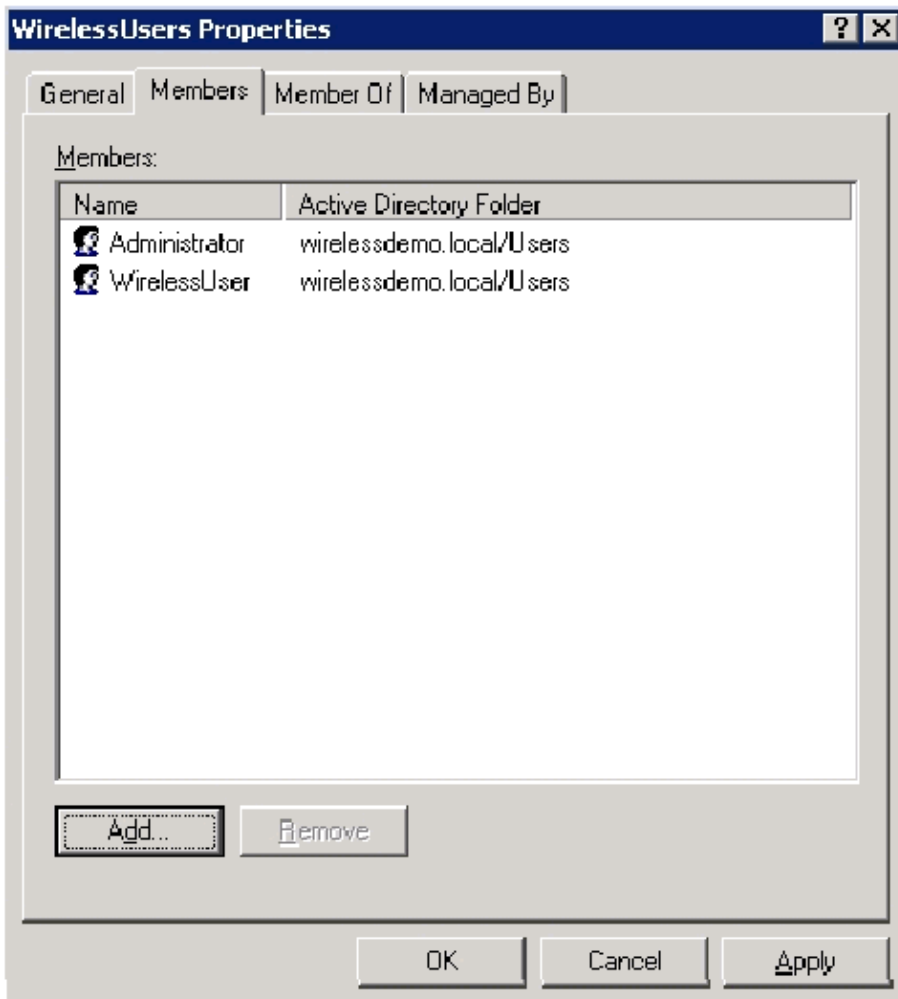 WirelessUsers Properties
General Members Member Of Managed By
Members:
Name Active Directory Folder
Administrator wirelessdemo.local/Users
WirelessUser wirelessdemo.local/Users
Add... Remove
OK Cancel Apply